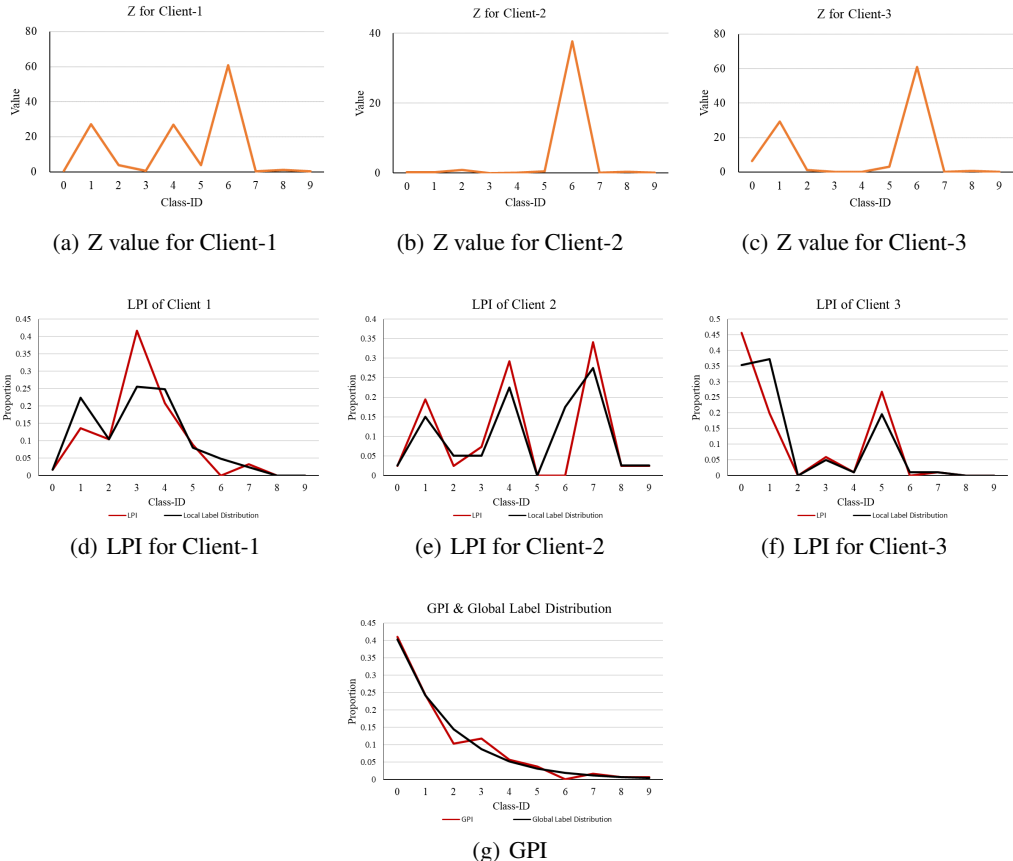 Z for Client-1
Value
80
60
40
20
0
0 1 2 3 4 5 6 7 8 9
Class-ID
(a) Z value for Client-1
Z for Client-2
Value
40
20
0
0 1 2 3 4 5 6 7 8 9
Class-ID
(b) Z value for Client-2
Z for Client-3
Value
80
60
40
20
0
0 1 2 3 4 5 6 7 8 9
Class-ID
(c) Z value for Client-3
LPI of Client 1
Proportion
0.45
0.4
0.35
0.3
0.25
0.2
0.15
0.1
0.05
0
0 1 2 3 4 5 6 7 8 9
Class-ID
LPI Local Label Distribution
(d) LPI for Client-1
LPI of Client 2
Proportion
0.4
0.35
0.3
0.25
0.2
0.15
0.1
0.05
0
0 1 2 3 4 5 6 7 8 9
Class-ID
LPI Local Label Distribution
(e) LPI for Client-2
LPI of Client 3
Proportion
0.5
0.45
0.4
0.35
0.3
0.25
0.2
0.15
0.1
0.05
0
0 1 2 3 4 5 6 7 8 9
Class-ID
LPI Local Label Distribution
(f) LPI for Client-3
GPI & Global Label Distribution
Proportion
0.45
0.4
0.35
0.3
0.25
0.2
0.15
0.1
0.05
0
0 1 2 3 4 5 6 7 8 9
Class-ID
GPI Global Label Distribution
(g) GPI